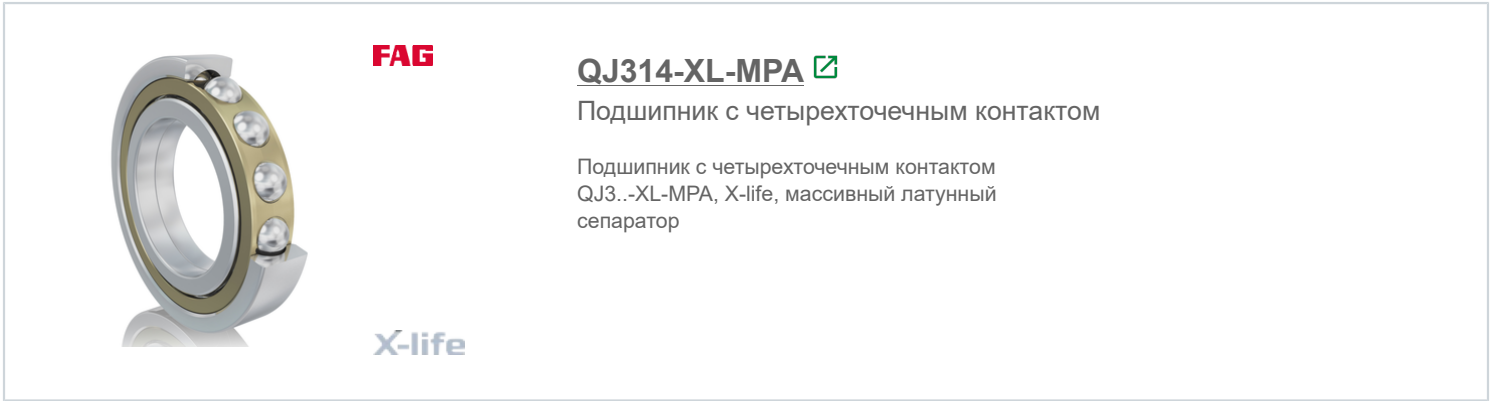 FAG
QJ314-XL-MPA
Подшипник с четырехточечным контактом
Подшипник с четырехточечным контактом
QJ3..-XL-MPA, X-life, массивный латунный
сепаратор
X-life